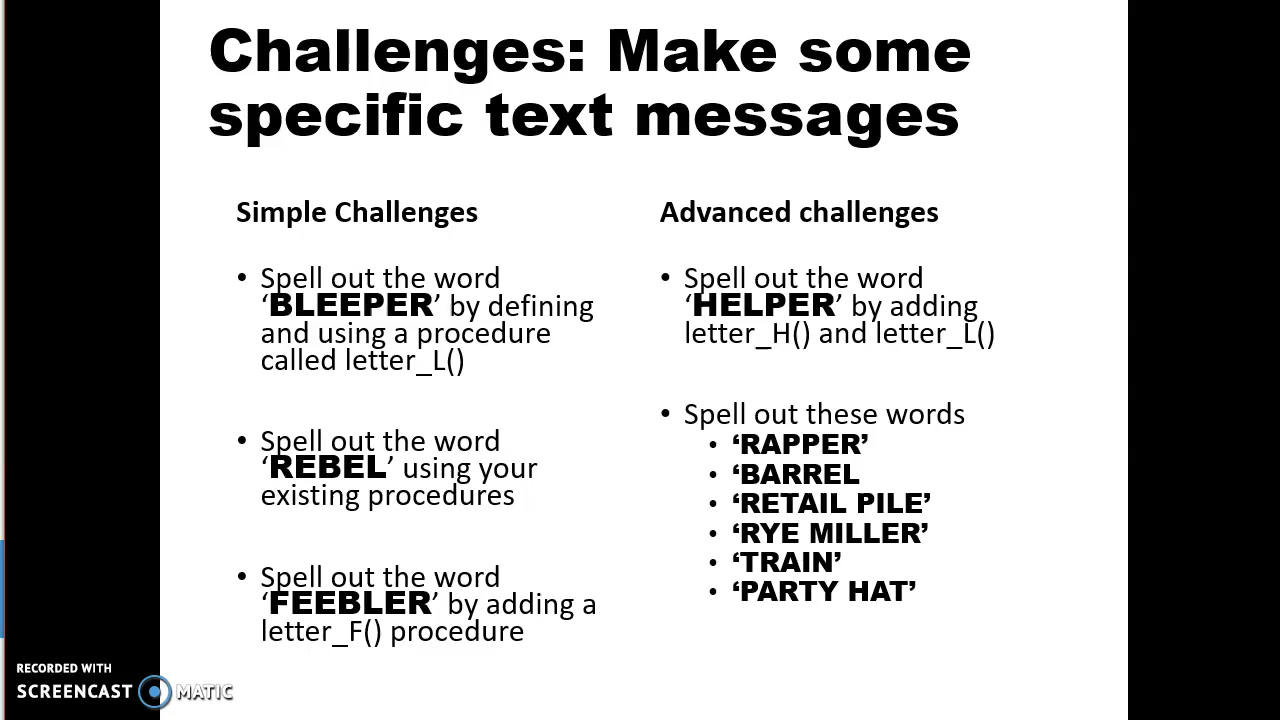 Challenges: Make some
specific text messages
Simple Challenges
• Spell out the word
‘BLEEPER’ by defining
and using a procedure
called letter_L()
• Spell out the word
‘REBEL’ using your
existing procedures
• Spell out the word
‘FEEBLER’ by adding a
letter_F() procedure
Advanced challenges
• Spell out the word
‘HELPER’ by adding
letter_H() and letter_L()
• Spell out these words
• ‘RAPPER’
• ‘BARREL
• ‘RETAIL PILE’
• ‘RYE MILLER’
• ‘TRAIN’
• ‘PARTY HAT’
RECORDED WITH
SCREENCAST MATIC